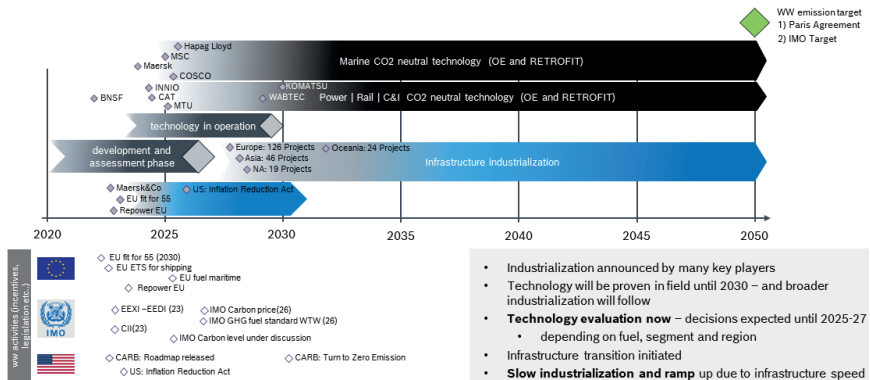 WW emission target
1) Paris Agreement
2) IMO Target
Hapag Lloyd
MSC
Maersk
COSCO
Marine CO2 neutral technology (OE and RETROFIT)
INNIO
BNSF
CAT
MTU
KOMATSU
WABTEC
Power | Rail | C&I CO2 neutral technology (OE and RETROFIT)
technology in operation
development and
assessment phase
Europe: 126 Projects
Oceania: 24 Projects
Asia: 46 Projects
NA: 19 Projects
Infrastructure industrialization
Maersk&Co
US: Inflation Reduction Act
EU fit for 55
Repower EU
2020
2025
2030
2035
2040
2045
2050
ww activities (incentives,
legislation etc..)
EU fit for 55 (2030)
EU ETS for shipping
EU fuel maritime
Repower EU
IMO
EEXI –EEDI (23)
IMO Carbon price(26)
IMO GHG fuel standard WTW (26)
CII(23)
IMO Carbon level under discussion
CARB: Roadmap released
CARB: Turn to Zero Emission
US: Inflation Reduction Act
• Industrialization announced by many key players
• Technology will be proven in field until 2030 – and broader
industrialization will follow
• Technology evaluation now – decisions expected until 2025-27
• depending on fuel, segment and region
• Infrastructure transition initiated
• Slow industrialization and ramp up due to infrastructure speed